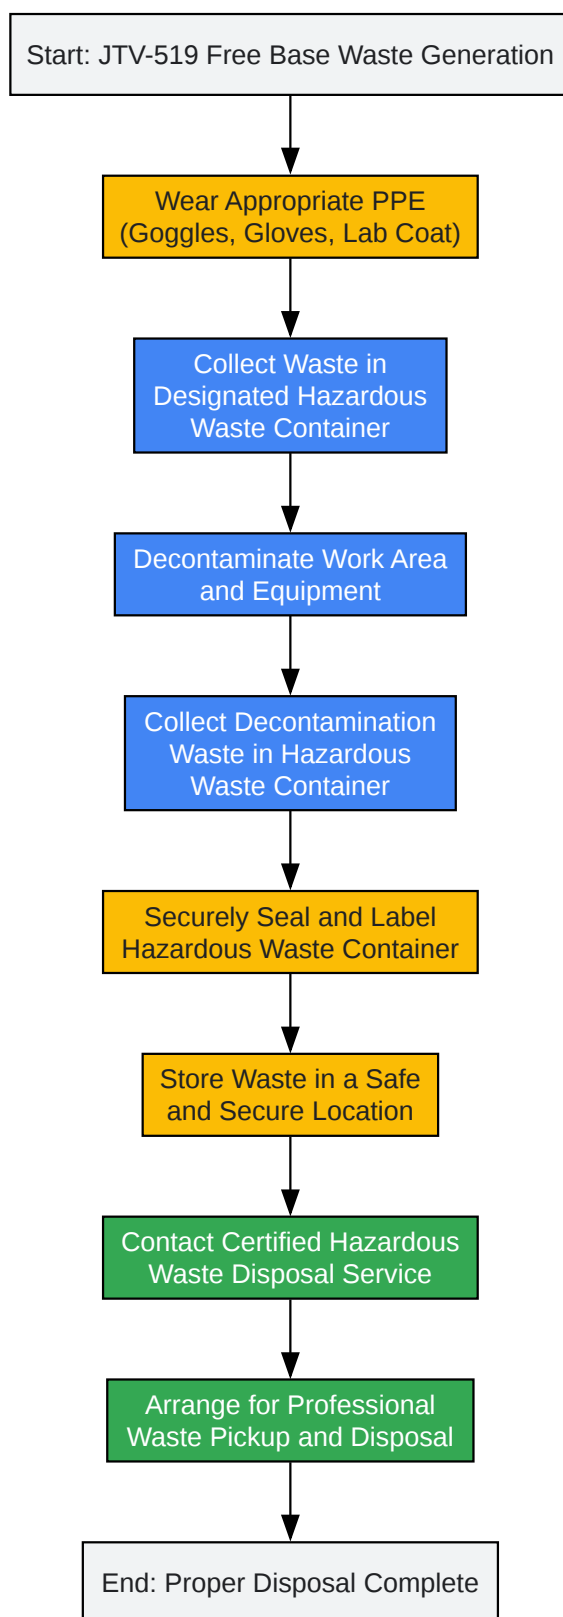 Start: JTV-519 Free Base Waste Generation
Wear Appropriate PPE
(Goggles, Gloves, Lab Coat)
Collect Waste in
Designated Hazardous
Waste Container
Decontaminate Work Area
and Equipment
Collect Decontamination
Waste in Hazardous
Waste Container
Securely Seal and Label
Hazardous Waste Container
Store Waste in a Safe
and Secure Location
Contact Certified Hazardous
Waste Disposal Service
Arrange for Professional
Waste Pickup and Disposal
End: Proper Disposal Complete